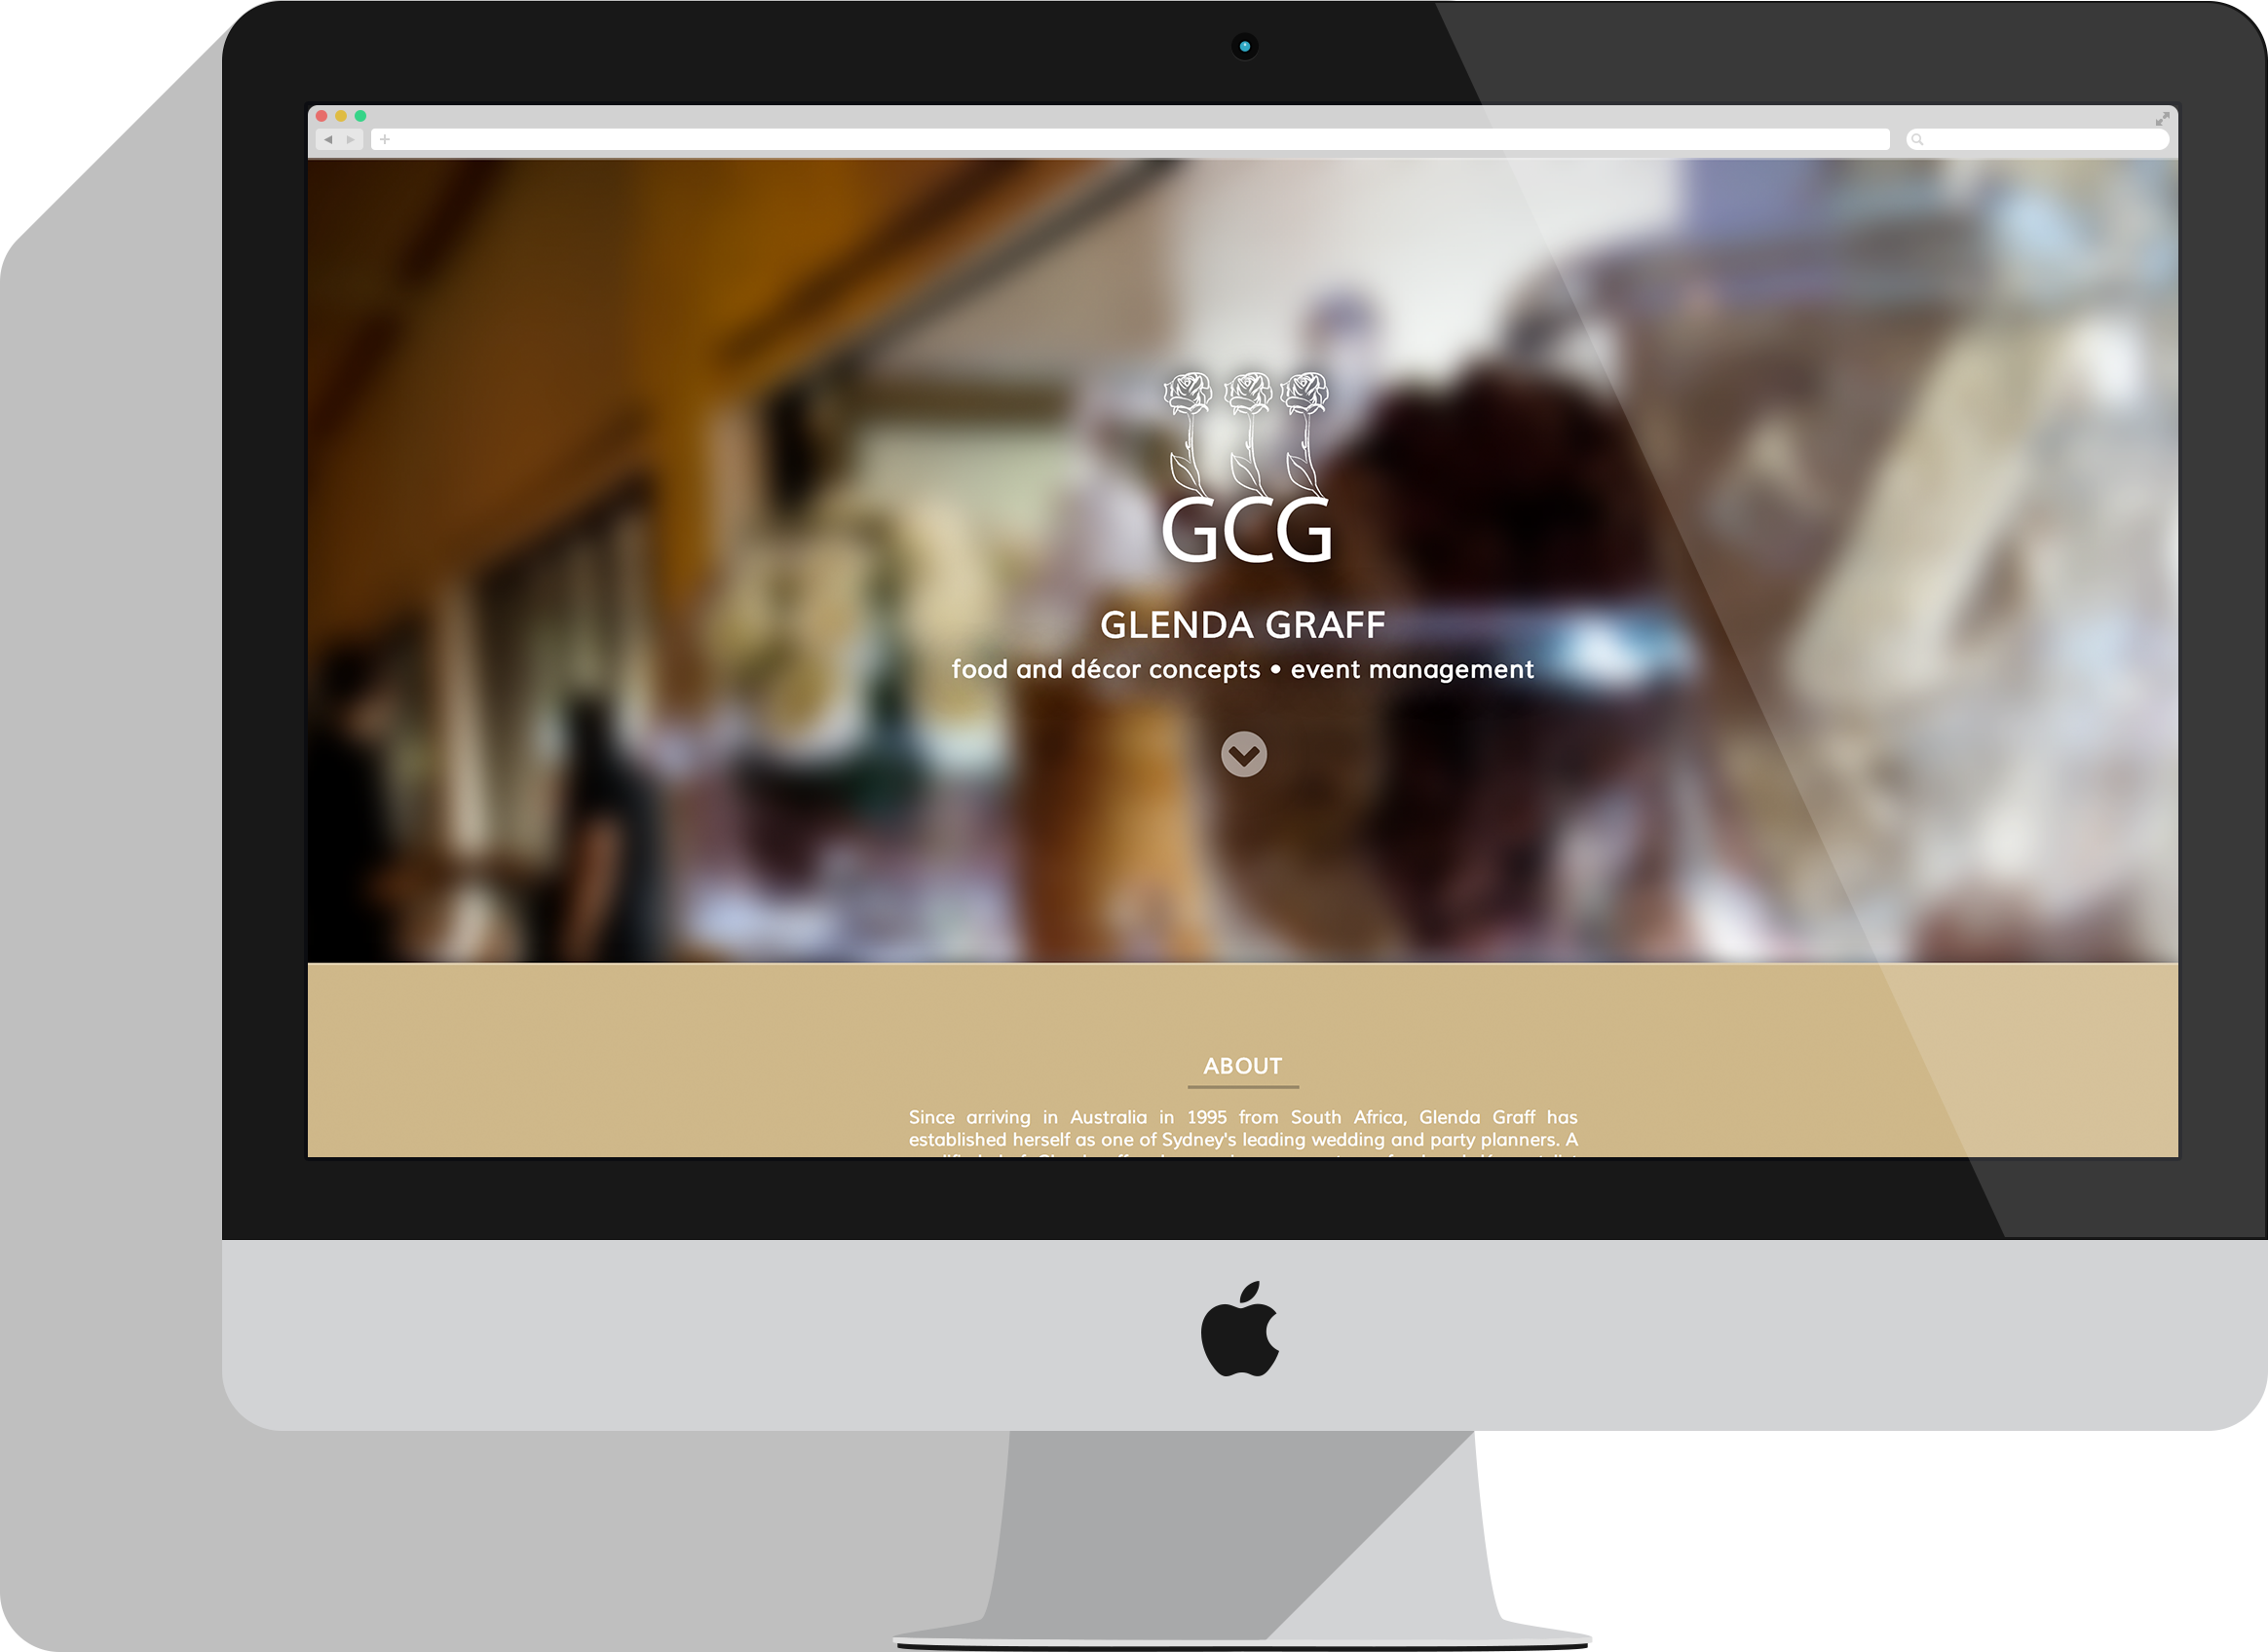 GCG
GLENDA GRAFF
food and décor concepts • event management
ABOUT
Since arriving in Australia in 1995 from South Africa, Glenda Graff has
established herself as one of Sydney's leading wedding and party planners. A